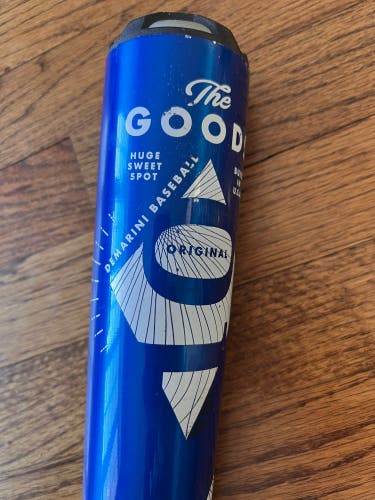 The
GOOD
HUGE
SWEET
SPOT
DEMARINI BASEBALL
ORIGINAL